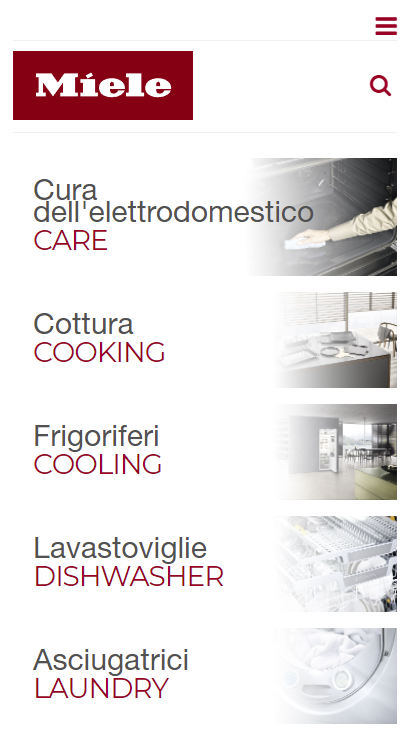 Miele
Cura
dell'elettrodomestico
CARE
Cottura
COOKING
Frigoriferi
COOLING
Lavastoviglie
DISHWASHER
Asciugatrici
LAUNDRY